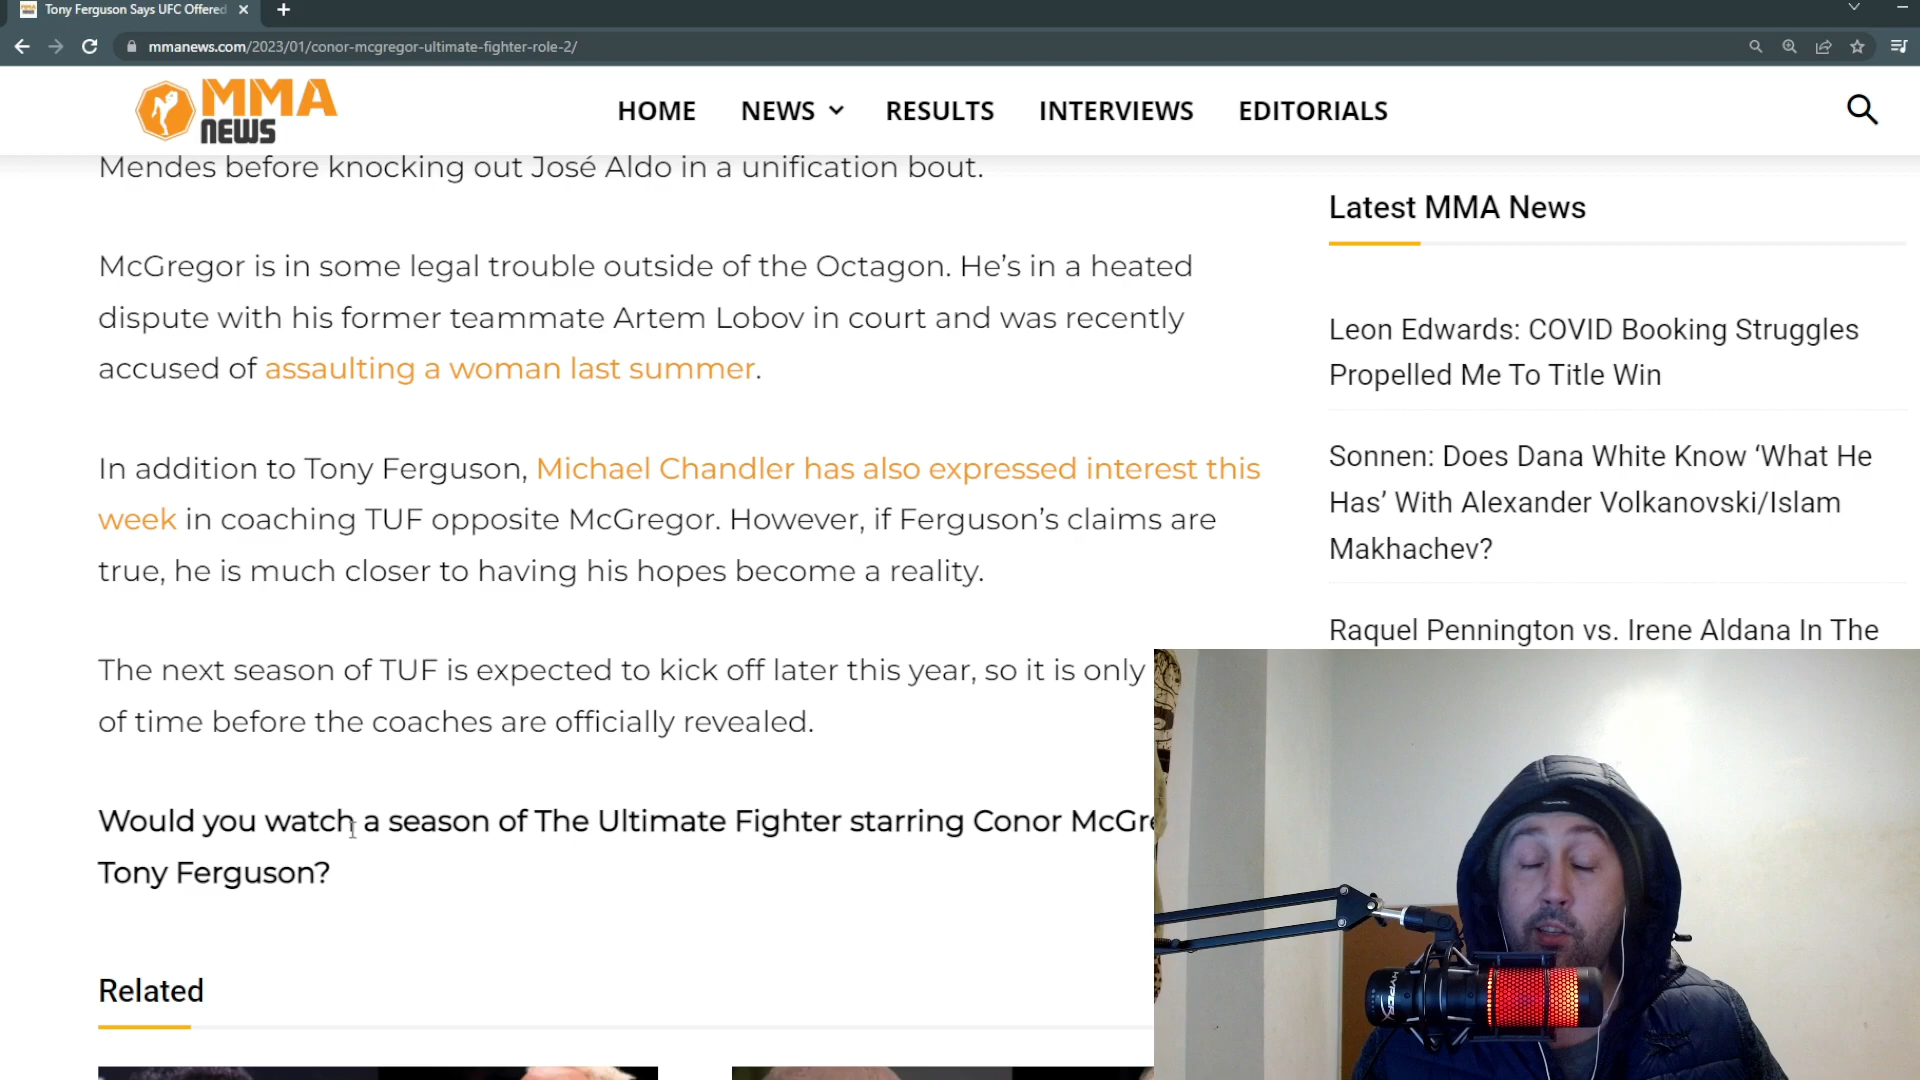 Tony Ferguson Says UFC Offered
mmanews.com/2023/01/conor-mcgregor-ultimate-fighter-role-2/
MMA
NEWS
HOME NEWS RESULTS INTERVIEWS EDITORIALS
Mendes before knocking out José Aldo in a unification bout.
McGregor is in some legal trouble outside of the Octagon. He's in a heated
dispute with his former teammate Artem Lobov in court and was recently
accused of assaulting a woman last summer.
In addition to Tony Ferguson, Michael Chandler has also expressed interest this
week in coaching TUF opposite McGregor. However, if Ferguson's claims are
true, he is much closer to having his hopes become a reality.
The next season of TUF is expected to kick off later this year, so it is only
of time before the coaches are officially revealed.
Would you watch a season of The Ultimate Fighter starring Conor McGre
Tony Ferguson?
Related
Latest MMA News
Leon Edwards: COVID Booking Struggles
Propelled Me To Title Win
Sonnen: Does Dana White Know ‘What He
Has’ With Alexander Volkanovski/Islam
Makhachev?
Raquel Pennington vs. Irene Aldana In The
HYPERX